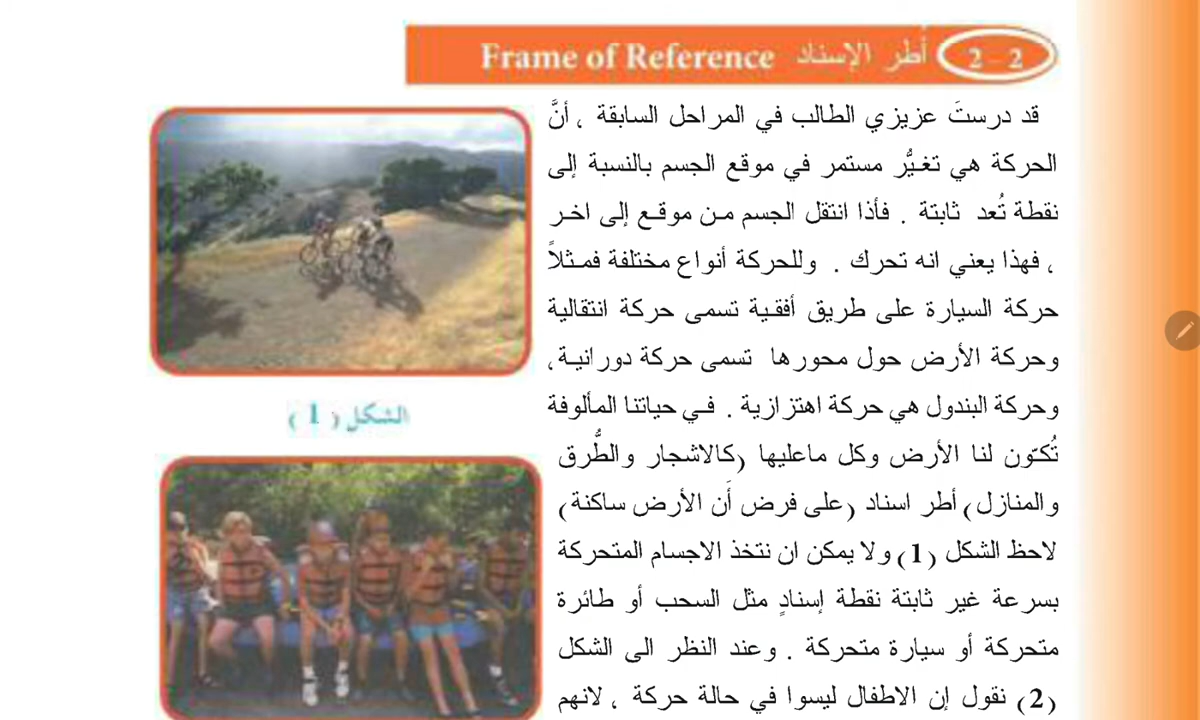 2 - 2 أُطر الإسناد Frame of Reference
قد درستَ عزيزي الطالب في المراحل السابقة ، أنَّ
الحركة هي تغيُّر مستمر في موقع الجسم بالنسبة إلى
نقطة تُعد ثابتة . فأذا انتقل الجسم من موقع إلى اخر
، فهذا يعني انه تحرك . وللحركة أنواع مختلفة فمثلاً
حركة السيارة على طريق أفقية تسمى حركة انتقالية
وحركة الأرض حول محورها تسمى حركة دورانية،
وحركة البندول هي حركة اهتزازية . في حياتنا المألوفة
تُكوّن لنا الأرض وكل ماعليها (كالاشجار والطُّرق
والمنازل) أطر اسناد (على فرض أَن الأرض ساكنة)
لاحظ الشكل (1) ولا يمكن ان نتخذ الاجسام المتحركة
بسرعة غير ثابتة نقطة إسنادٍ مثل السحب أو طائرة
متحركة أو سيارة متحركة . وعند النظر الى الشكل
(2) نقول إن الاطفال ليسوا في حالة حركة ، لانهم
الشكل (1)